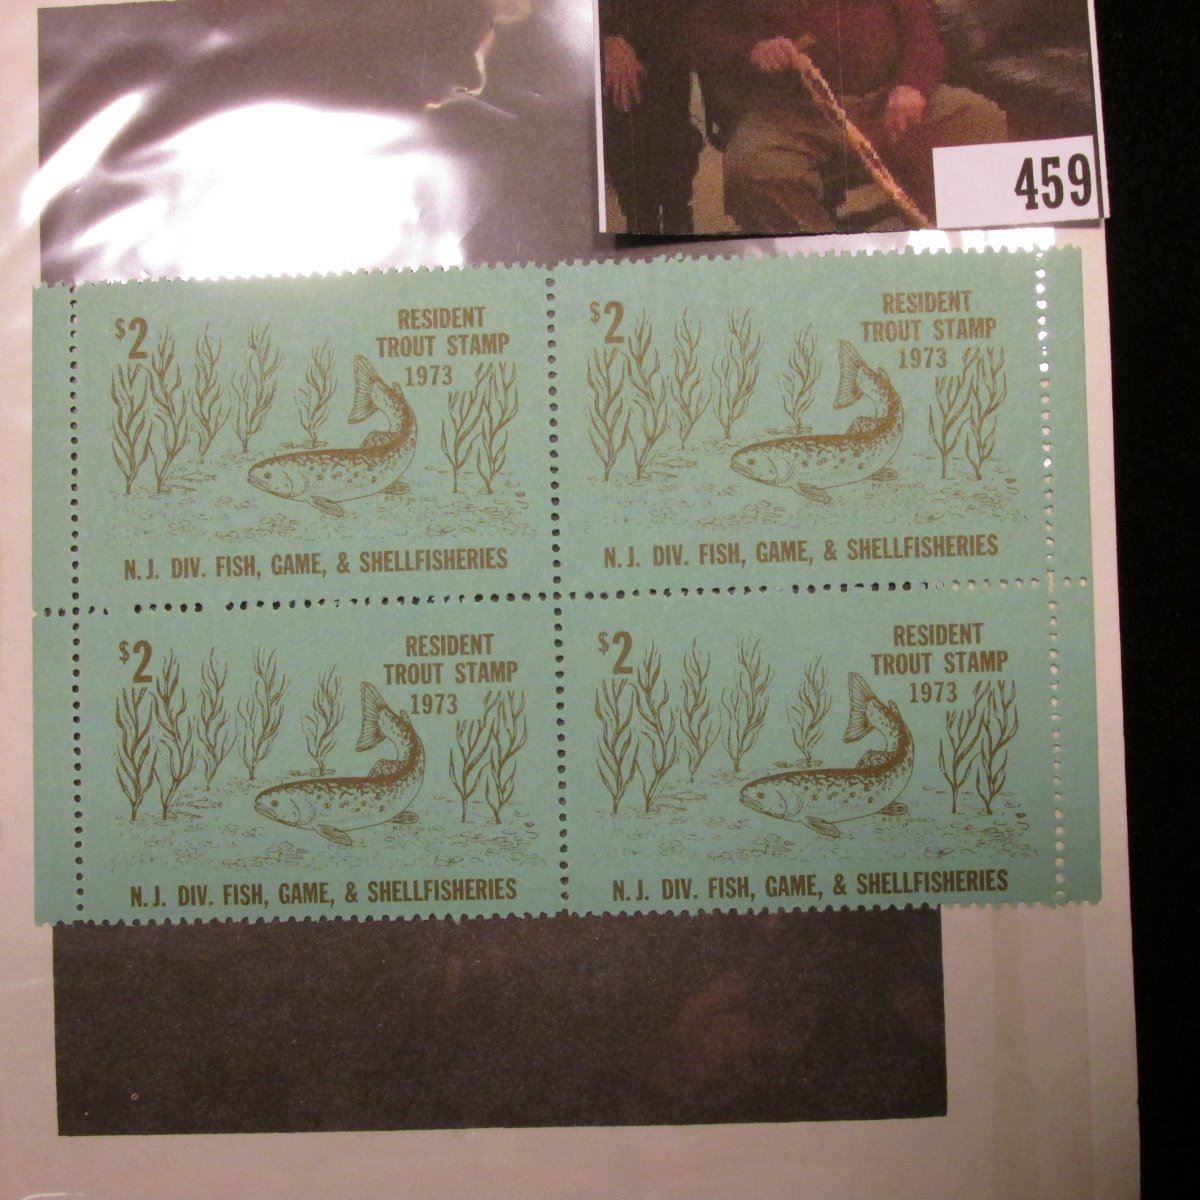 459
$2
RESIDENT
TROUT STAMP
1973
N.J. DIV. FISH, GAME, & SHELLFISHERIES
$2
RESIDENT
TROUT STAMP
1973
N.J. DIV. FISH, GAME, & SHELLFISHERIES
$2
RESIDENT
TROUT STAMP
1973
N.J. DIV. FISH, GAME, & SHELLFISHERIES
$2
RESIDENT
TROUT STAMP
1973
N.J. DIV. FISH, GAME, & SHELLFISHERIES